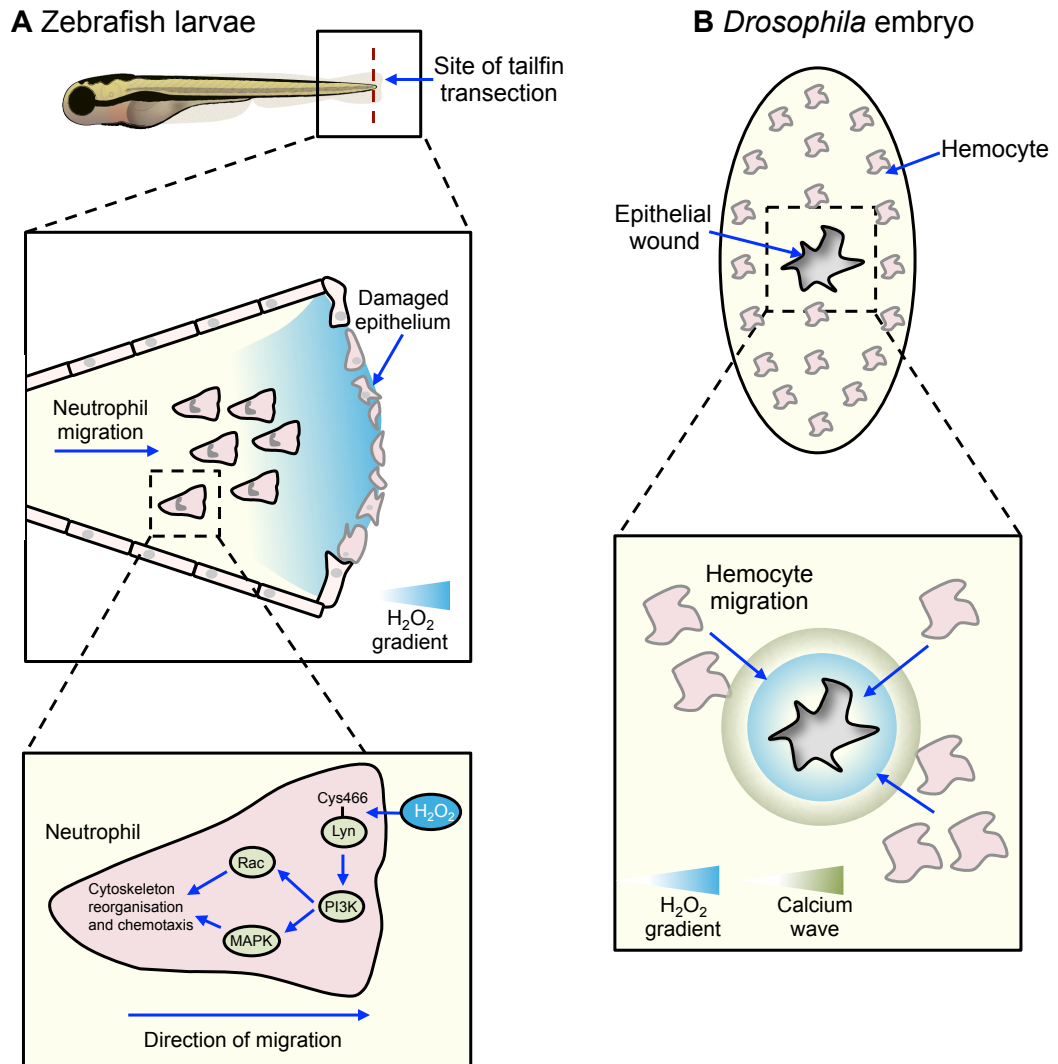 A Zebrafish larvae
Site of tailfin
transection
Damaged
epithelium
Neutrophil
migration
H₂O₂
gradient
Neutrophil
Cys466
H₂O₂
Lyn
Rac
PI3K
MAPK
Cytoskeleton
reorganisation
and chemotaxis
Direction of migration
B Drosophila embryo
Hemocyte
Epithelial
wound
Hemocyte
migration
H₂O₂
gradient
Calcium
wave